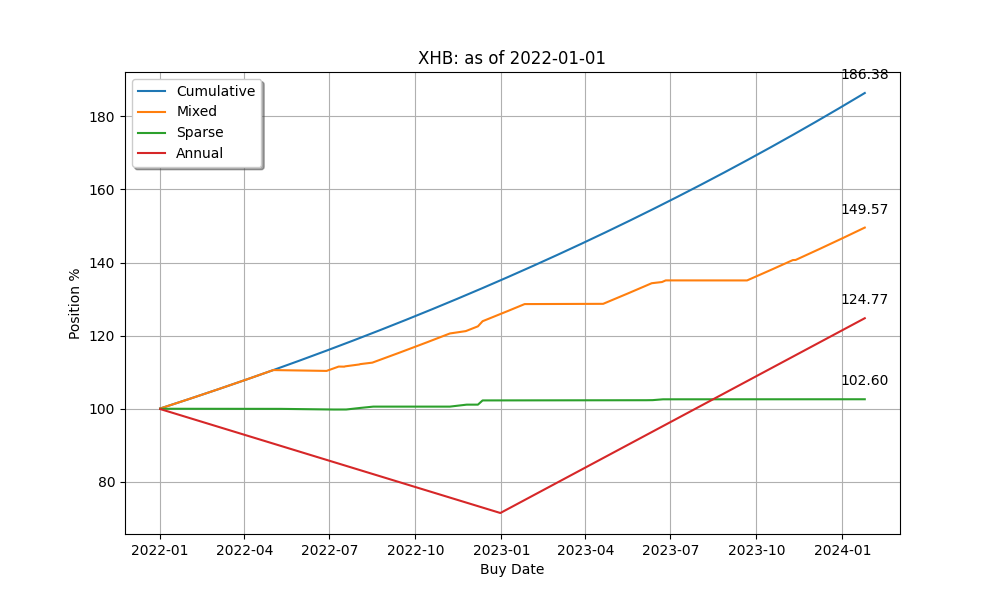 XHB: as of 2022-01-01
Cumulative
Mixed
Sparse
Annual
186.38
149.57
124.77
102.60
Position %
180
160
140
120
100
80
2022-01 2022-04 2022-07 2022-10 2023-01 2023-04 2023-07 2023-10 2024-01
Buy Date